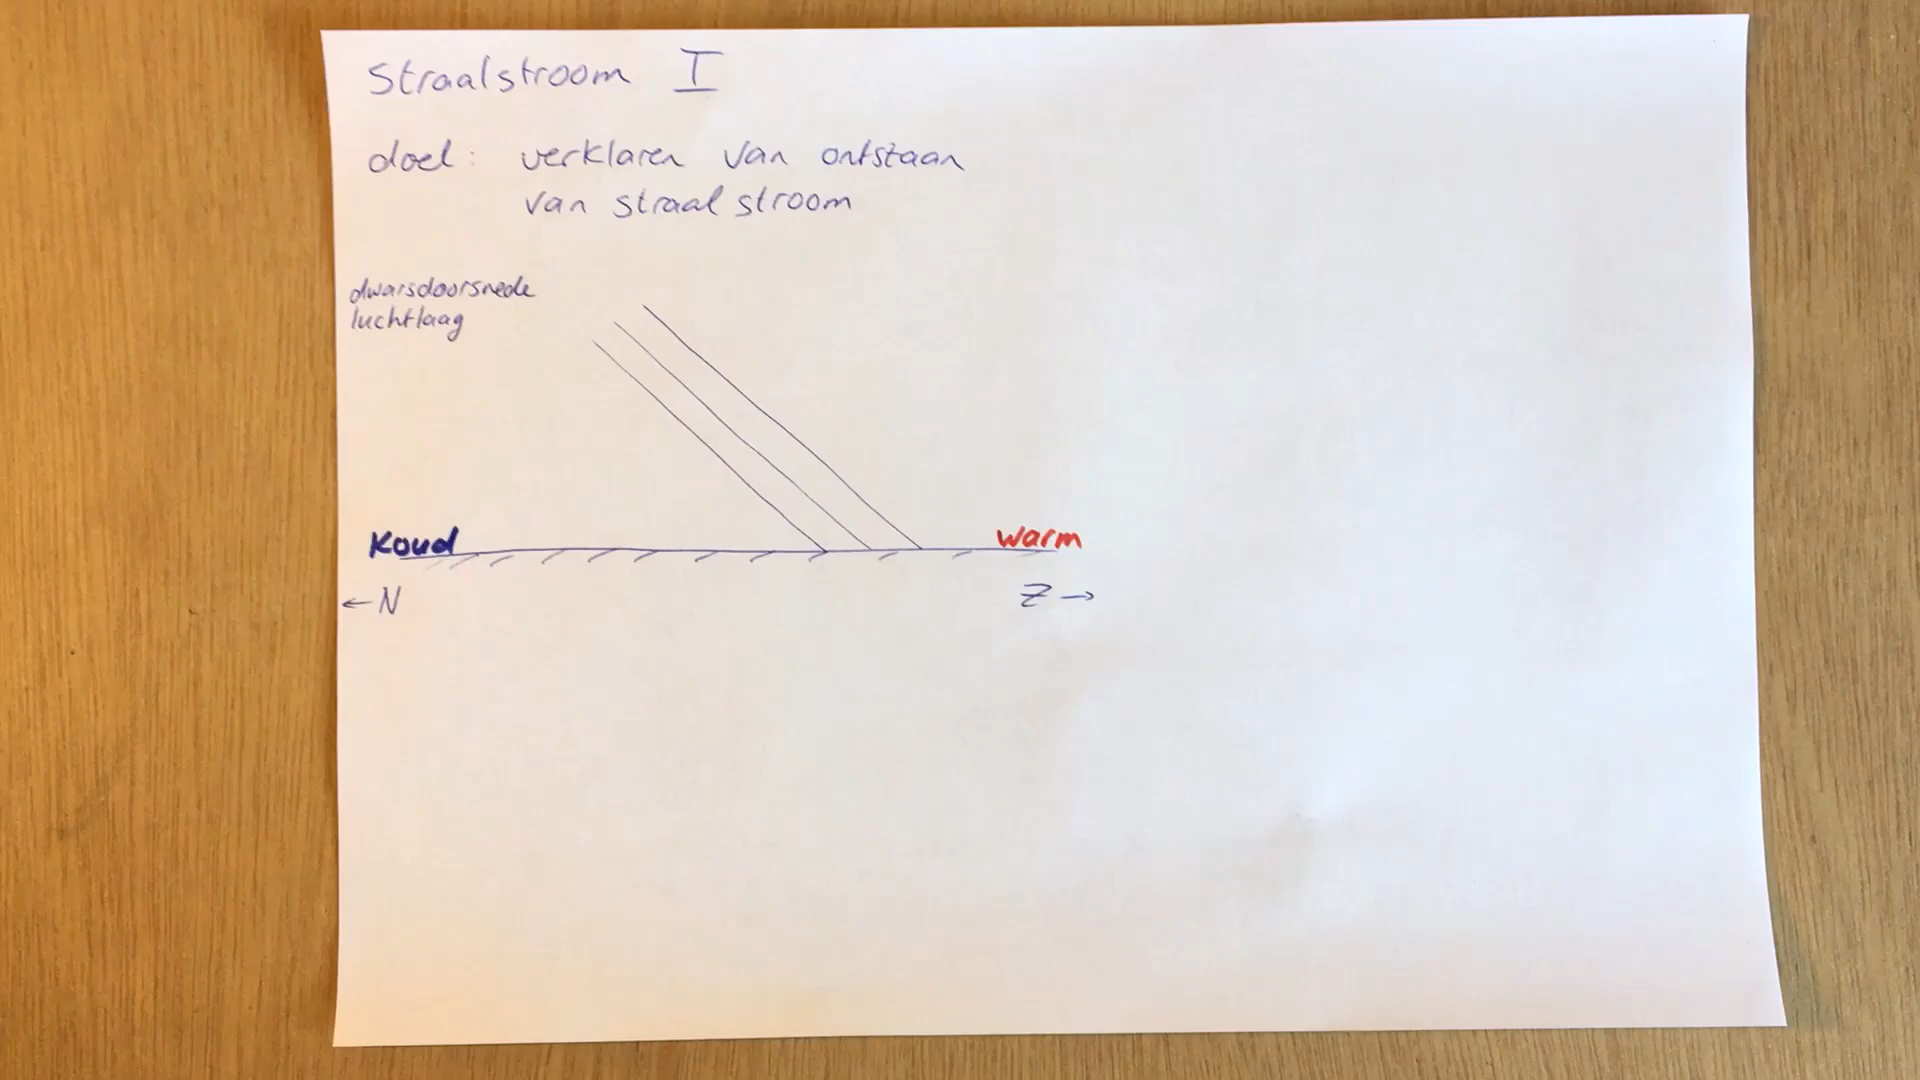 Straalstroom I
doel: verklaren van ontstaan
van straalstroom
dwarsdoorsnede
luchtlaag
Koud
warm
←N
Z→